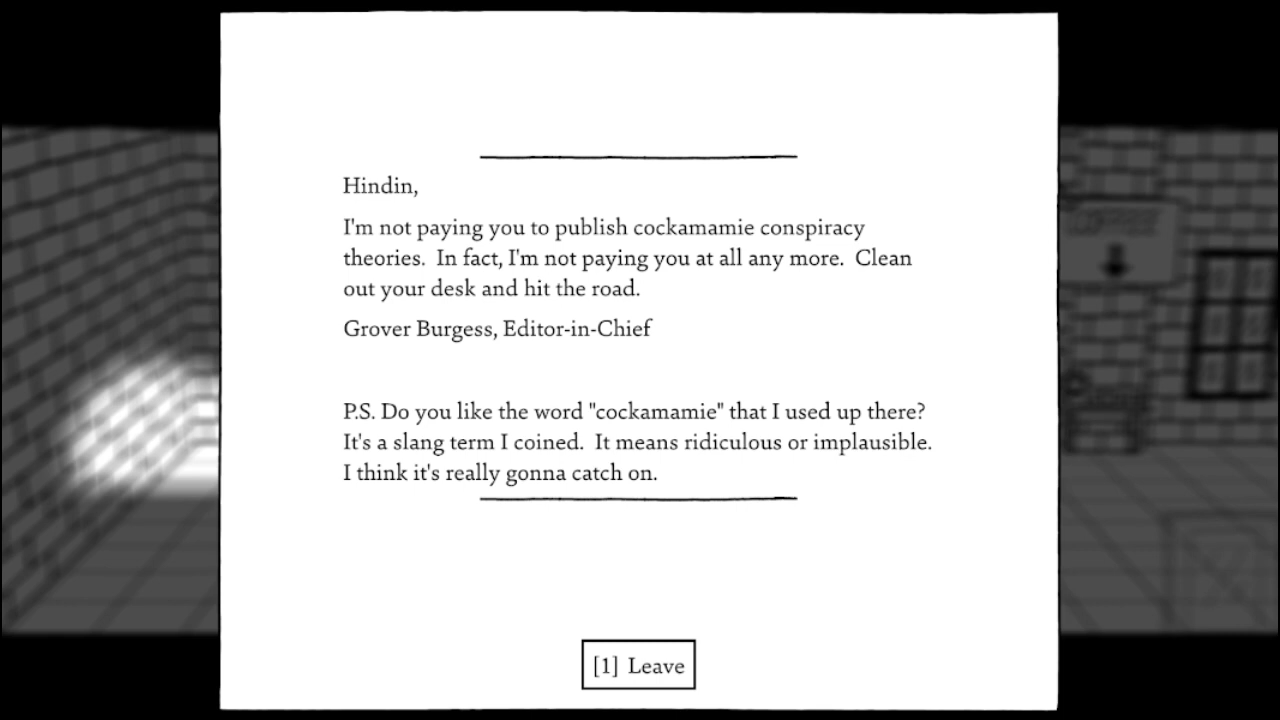 Hindin,
I'm not paying you to publish cockamamie conspiracy
theories.  In fact, I'm not paying you at all any more.  Clean
out your desk and hit the road.
Grover Burgess, Editor-in-Chief
P.S. Do you like the word "cockamamie" that I used up there?
It's a slang term I coined.  It means ridiculous or implausible.
I think it's really gonna catch on.
[1] Leave